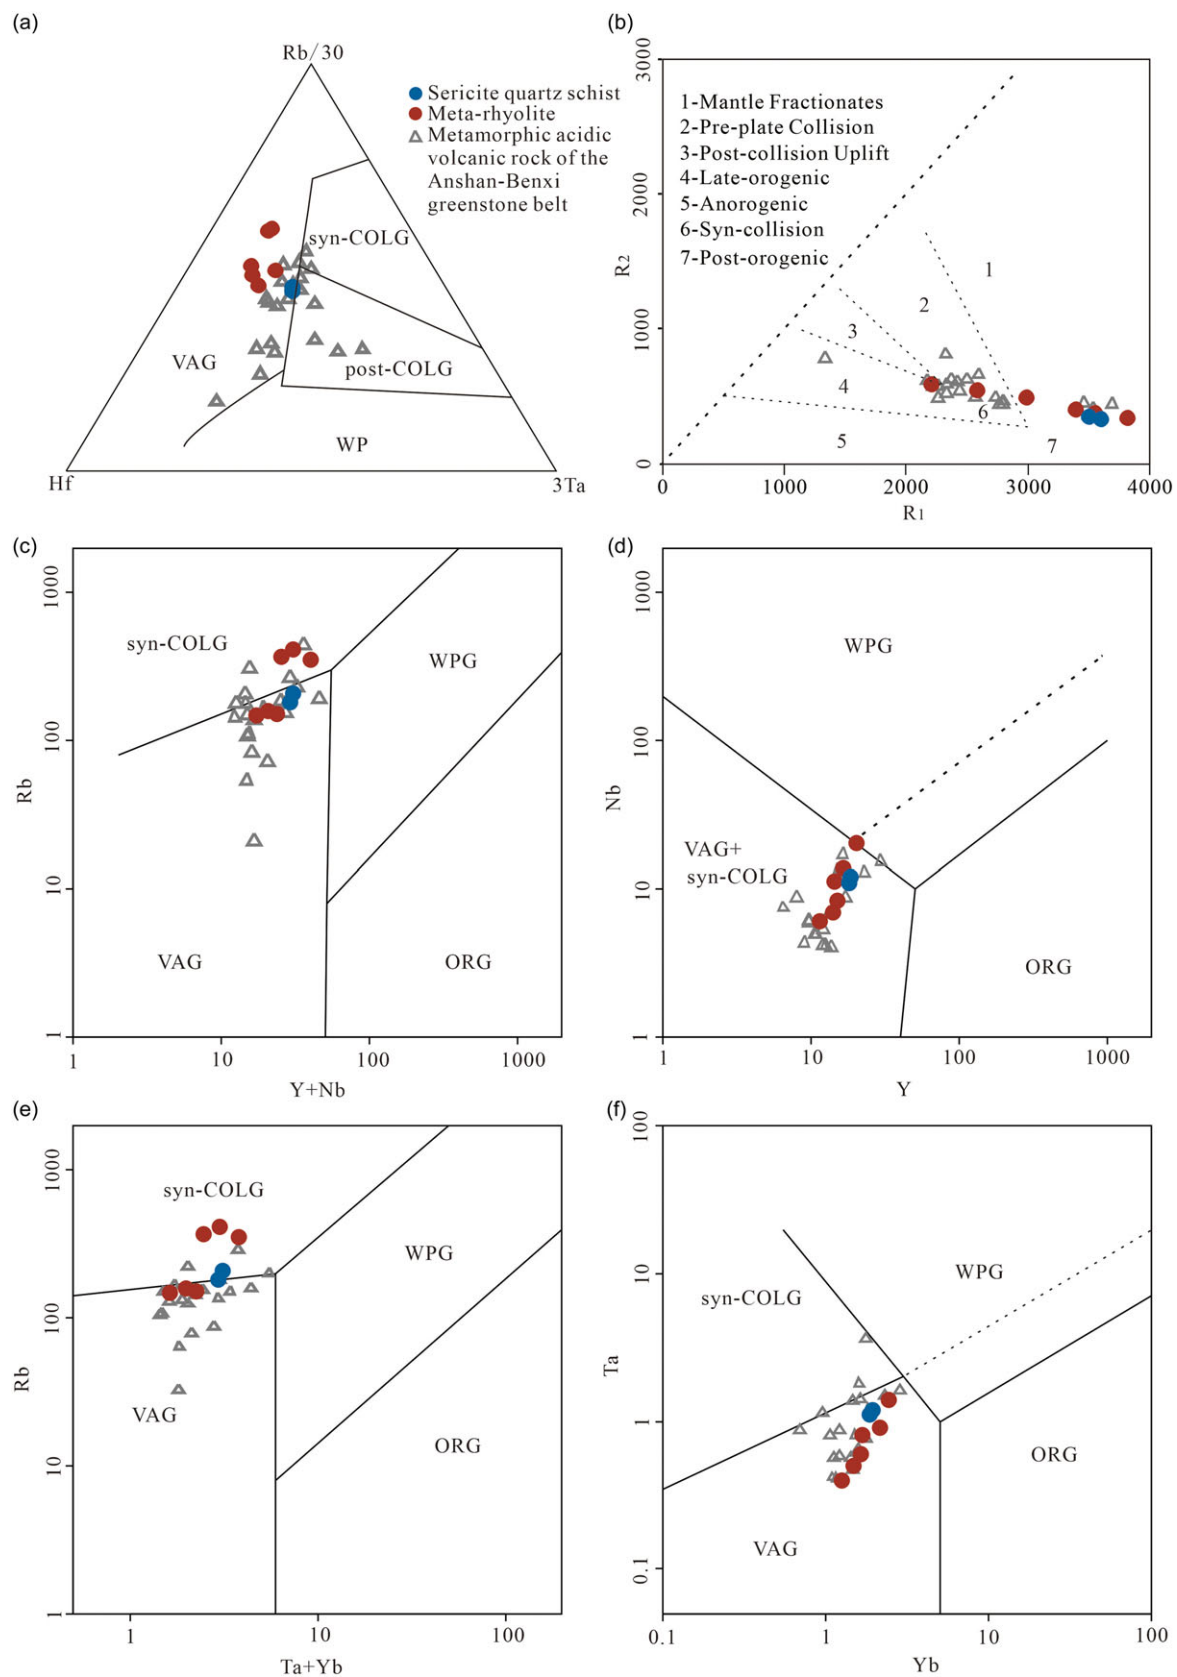 (a)
Rb/30
Sericite quartz schist
Meta-rhyolite
Metamorphic acidic
volcanic rock of the
Anshan-Benxi
greenstone belt
syn-COLG
VAG
post-COLG
WP
Hf
3Ta
(b)
3000
2000
1000
0
R2
1-Mantle Fractionates
2-Pre-plate Collision
3-Post-collision Uplift
4-Late-orogenic
5-Anorogenic
6-Syn-collision
7-Post-orogenic
1
2
3
4
6
5
7
0
1000
2000
3000
4000
R1
(c)
1000
100
10
1
Rb
syn-COLG
WPG
VAG
ORG
1
10
100
1000
Y+Nb
(d)
1000
100
10
1
Nb
WPG
VAG+
syn-COLG
ORG
1
10
100
1000
Y
(e)
1000
100
10
1
Rb
syn-COLG
WPG
VAG
ORG
1
10
100
Ta+Yb
(f)
100
10
1
0.1
Ta
syn-COLG
WPG
VAG
ORG
0.1
1
10
100
Yb